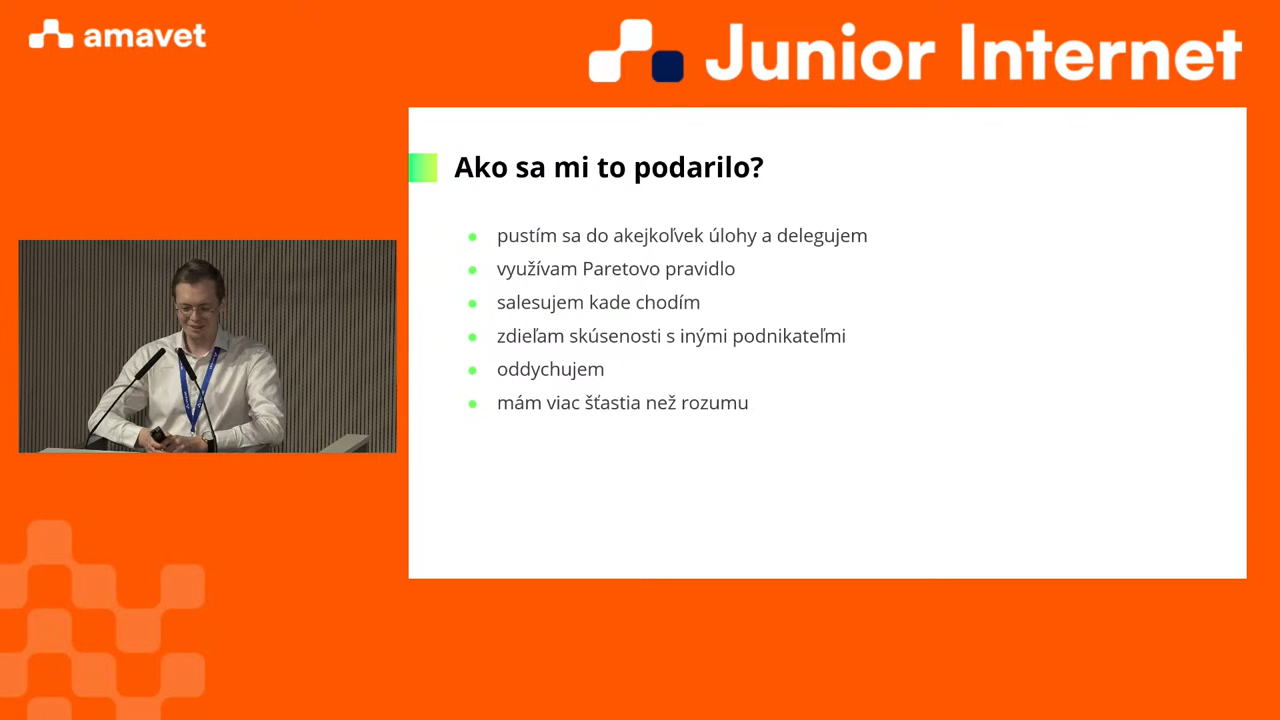 amavet
Junior Internet
Ako sa mi to podarilo?
pustím sa do akejkoľvek úlohy a delegujem
využívam Paretovo pravidlo
salesujem kade chodím
zdieľam skúsenosti s inými podnikateľmi
oddychujem
mám viac šťastia než rozumu